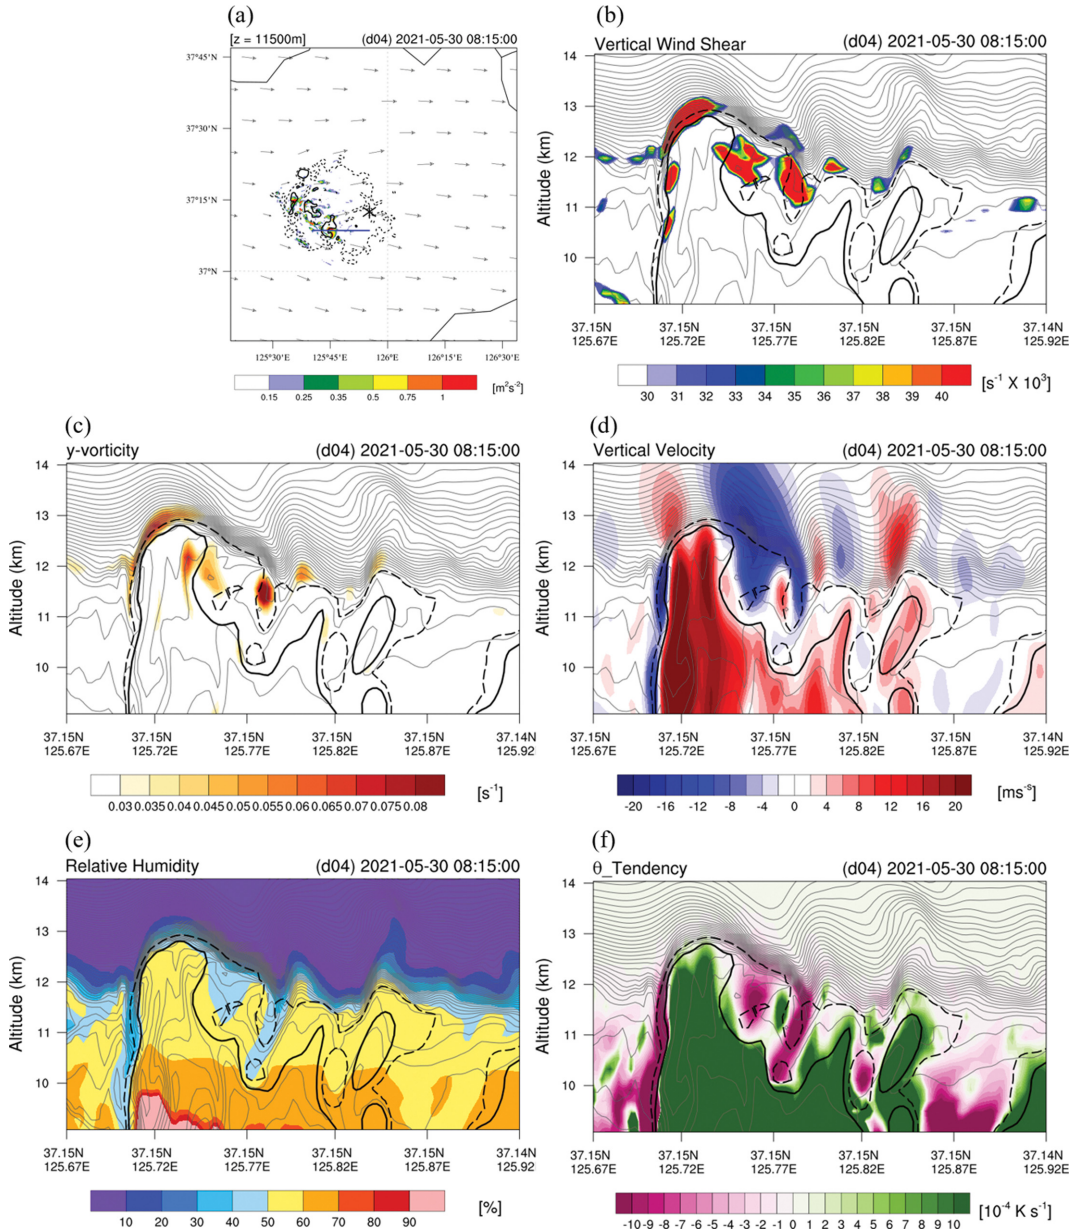 (a)
[z = 11500m] (d04) 2021-05-30 08:15:00
37°45'N
37°30'N
37°15'N
37°N
125°30'E 125°45'E 126°E 126°15'E 126°30'E
0.15 0.25 0.35 0.5 0.75 1 [m²s⁻²]
(b)
Vertical Wind Shear (d04) 2021-05-30 08:15:00
14
13
12
11
10
Altitude (km)
37.15N 37.15N 37.15N 37.15N 37.15N 37.14N
125.67E 125.72E 125.77E 125.82E 125.87E 125.92E
30 31 32 33 34 35 36 37 38 39 40 [s⁻¹ X 10³]
(c)
y-vorticity (d04) 2021-05-30 08:15:00
14
13
12
11
10
Altitude (km)
37.15N 37.15N 37.15N 37.15N 37.15N 37.14N
125.67E 125.72E 125.77E 125.82E 125.87E 125.92E
0.03 0.035 0.04 0.045 0.05 0.055 0.06 0.065 0.07 0.075 0.08 [s⁻¹]
(d)
Vertical Velocity (d04) 2021-05-30 08:15:00
14
13
12
11
10
Altitude (km)
37.15N 37.15N 37.15N 37.15N 37.15N 37.14N
125.67E 125.72E 125.77E 125.82E 125.87E 125.92E
-20 -16 -12 -8 -4 0 4 8 12 16 20 [ms⁻ˢ]
(e)
Relative Humidity (d04) 2021-05-30 08:15:00
14
13
12
11
10
Altitude (km)
37.15N 37.15N 37.15N 37.15N 37.15N 37.14N
125.67E 125.72E 125.77E 125.82E 125.87E 125.92E
10 20 30 40 50 60 70 80 90 [%]
(f)
θ_Tendency (d04) 2021-05-30 08:15:00
14
13
12
11
10
Altitude (km)
37.15N 37.15N 37.15N 37.15N 37.15N 37.14N
125.67E 125.72E 125.77E 125.82E 125.87E 125.92E
-10 -9 -8 -7 -6 -5 -4 -3 -2 -1 0 1 2 3 4 5 6 7 8 9 10 [10⁻⁴ K s⁻¹]